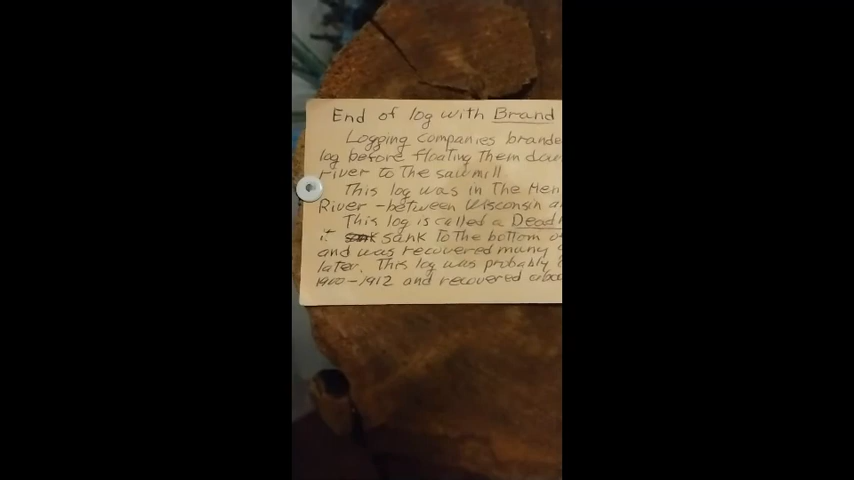 End of log with Brand
Logging companies brande
log before floating them dow
river to the sawmill
This log was in The Men
River - between Wisconsin a
This log is called a Dead
it sank to the bottom o
and was recovered many
later. This log was probably
1900-1912 and recovered abo